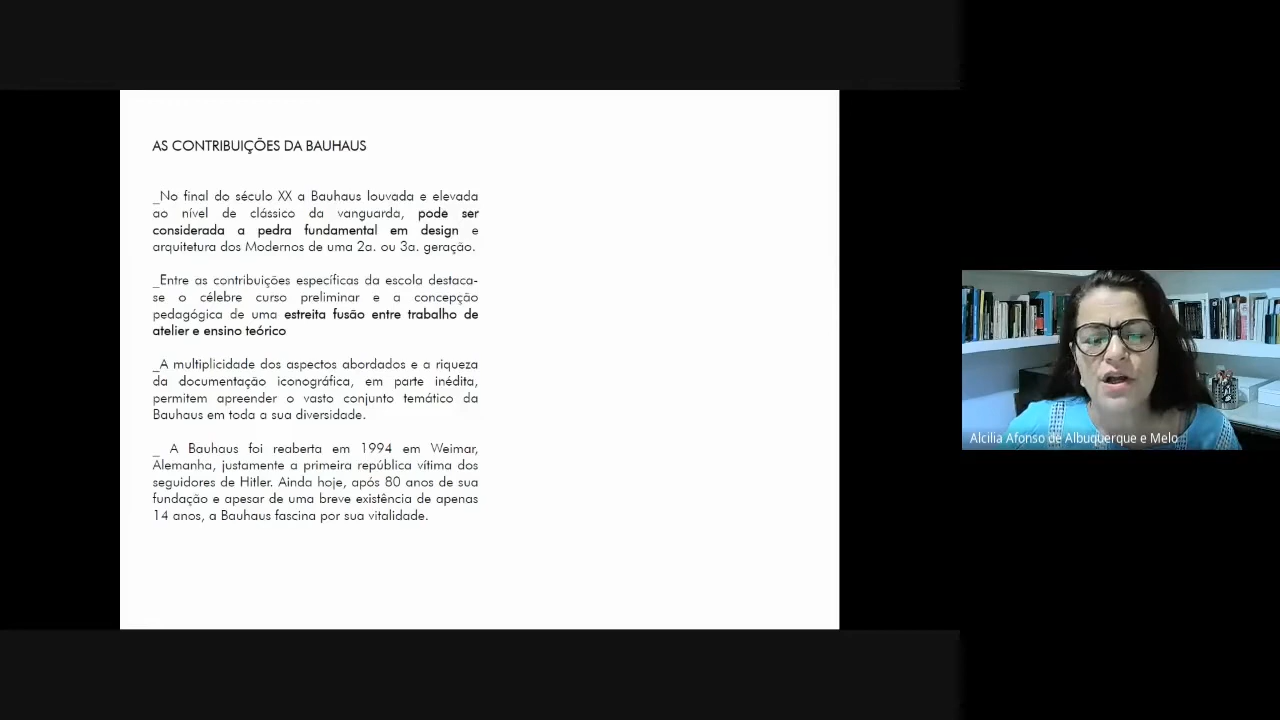 AS CONTRIBUIÇÕES DA BAUHAUS
_No final do século XX a Bauhaus louvada e elevada
ao nível de clássico da vanguarda, pode ser
considerada a pedra fundamental em design e
arquitetura dos Modernos de uma 2a. ou 3a. geração.
_Entre as contribuições específicas da escola destaca-
se o célebre curso preliminar e a concepção
pedagógica de uma estreita fusão entre trabalho de
atelier e ensino teórico
_A multiplicidade dos aspectos abordados e a riqueza
da documentação iconográfica, em parte inédita,
permitem apreender o vasto conjunto temático da
Bauhaus em toda a sua diversidade.
_ A Bauhaus foi reaberta em 1994 em Weimar,
Alemanha, justamente a primeira república vítima dos
seguidores de Hitler. Ainda hoje, após 80 anos de sua
fundação e apesar de uma breve existência de apenas
14 anos, a Bauhaus fascina por sua vitalidade.
Alcilia Afonso de Albuquerque e Melo